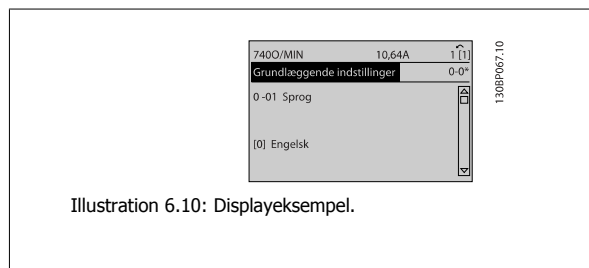 740O/MIN 10,64A 1 [1]
Grundlæggende indstillinger 0-0*
0 -01 Sprog
[0] Engelsk
130BP067.10
Illustration 6.10: Displayeksempel.